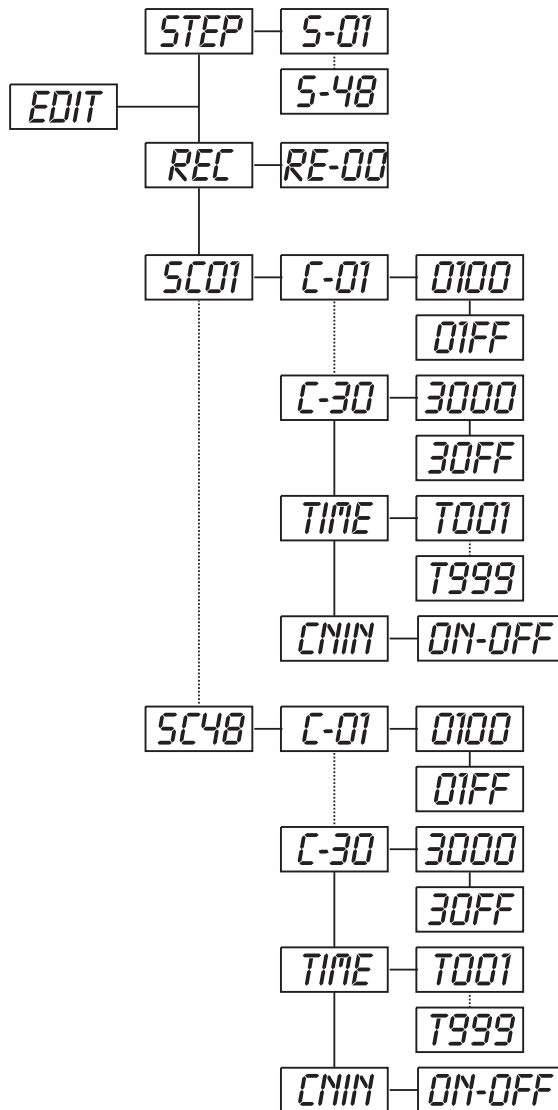 STEP S-01
S-48
EDIT
REC RE-00
SC01 C-01 0100
01FF
C-30 3000
30FF
TIME T001
T999
CNIN ON-OFF
SC48 C-01 0100
01FF
C-30 3000
30FF
TIME T001
T999
CNIN ON-OFF